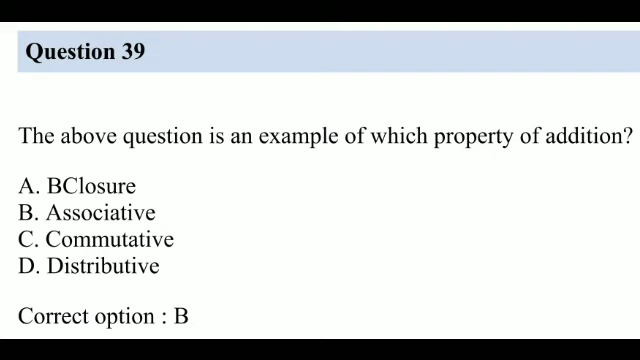 Question 39
The above question is an example of which property of addition?
A. BClosure
B. Associative
C. Commutative
D. Distributive
Correct option : B